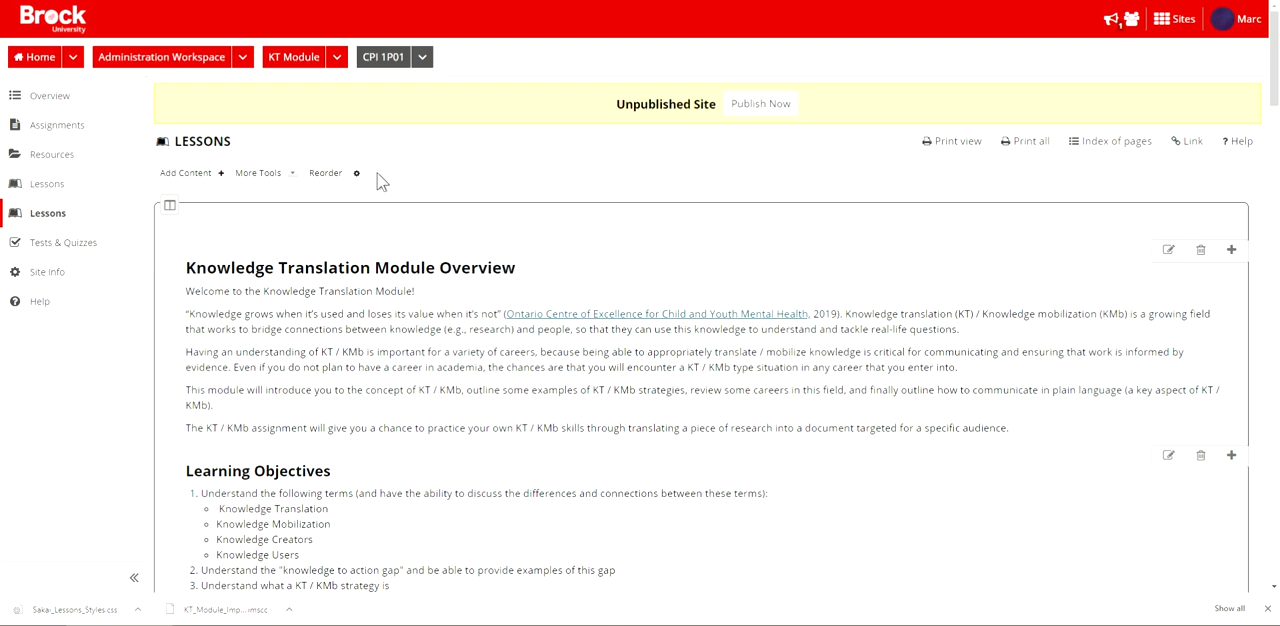 Brock
University
1
Sites
Marc
Home
Administration Workspace
KT Module
CPI 1P01
Overview
Assignments
Resources
Lessons
Lessons
Tests & Quizzes
Site Info
Help
Unpublished Site Publish Now
LESSONS
Print view
Print all
Index of pages
Link
? Help
Add Content +
More Tools
Reorder
Knowledge Translation Module Overview
Welcome to the Knowledge Translation Module!
“Knowledge grows when it’s used and loses its value when it’s not” (Ontario Centre of Excellence for Child and Youth Mental Health, 2019). Knowledge translation (KT) / Knowledge mobilization (KMb) is a growing field
that works to bridge connections between knowledge (e.g., research) and people, so that they can use this knowledge to understand and tackle real-life questions.
Having an understanding of KT / KMb is important for a variety of careers, because being able to appropriately translate / mobilize knowledge is critical for communicating and ensuring that work is informed by
evidence. Even if you do not plan to have a career in academia, the chances are that you will encounter a KT / KMb type situation in any career that you enter into.
This module will introduce you to the concept of KT / KMb, outline some examples of KT / KMb strategies, review some careers in this field, and finally outline how to communicate in plain language (a key aspect of KT /
KMb).
The KT / KMb assignment will give you a chance to practice your own KT / KMb skills through translating a piece of research into a document targeted for a specific audience.
Learning Objectives
1. Understand the following terms (and have the ability to discuss the differences and connections between these terms):
Knowledge Translation
Knowledge Mobilization
Knowledge Creators
Knowledge Users
2. Understand the "knowledge to action gap" and be able to provide examples of this gap
3. Understand what a KT / KMb strategy is
Sakai_Lessons_Styles.css
KT_Module_Imp....imscc
Show all